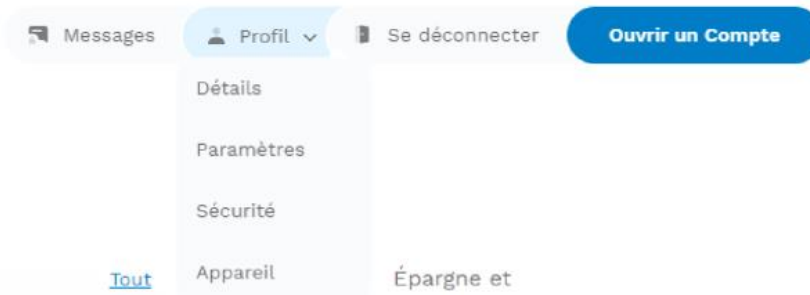 Messages Profil Se déconnecter Ouvrir un Compte
Détails
Paramètres
Sécurité
Tout Appareil Épargne et